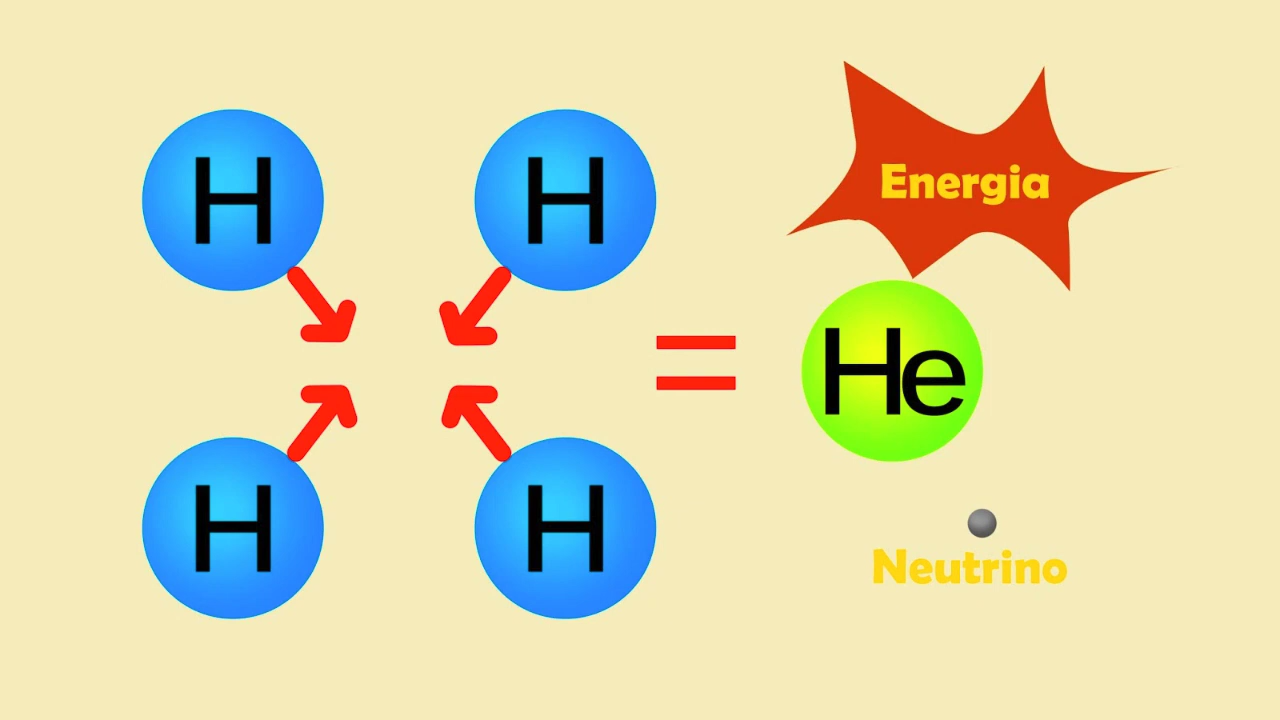 H
H
Energia
=
He
H
H
Neutrino